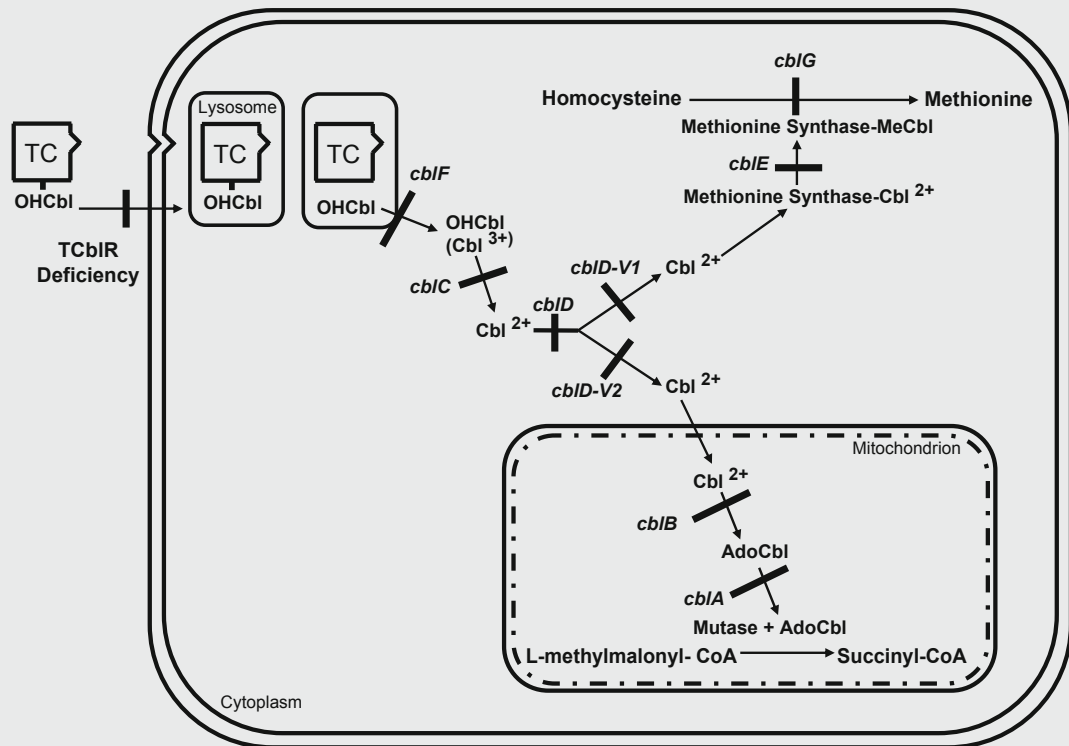 cblG
Homocysteine
Methionine
Methionine Synthase-MeCbl
cblE
Methionine Synthase-Cbl 2+
Lysosome
TC
TC
TC
OHCbl
OHCbl
OHCbl
cblF
TCblR
Deficiency
OHCbl
(Cbl 3+)
cblC
Cbl 2+
cblD
cblD-V1
Cbl 2+
cblD-V2
Cbl 2+
Mitochondrion
Cbl 2+
cblB
AdoCbl
cblA
Mutase + AdoCbl
L-methylmalonyl- CoA
Succinyl-CoA
Cytoplasm